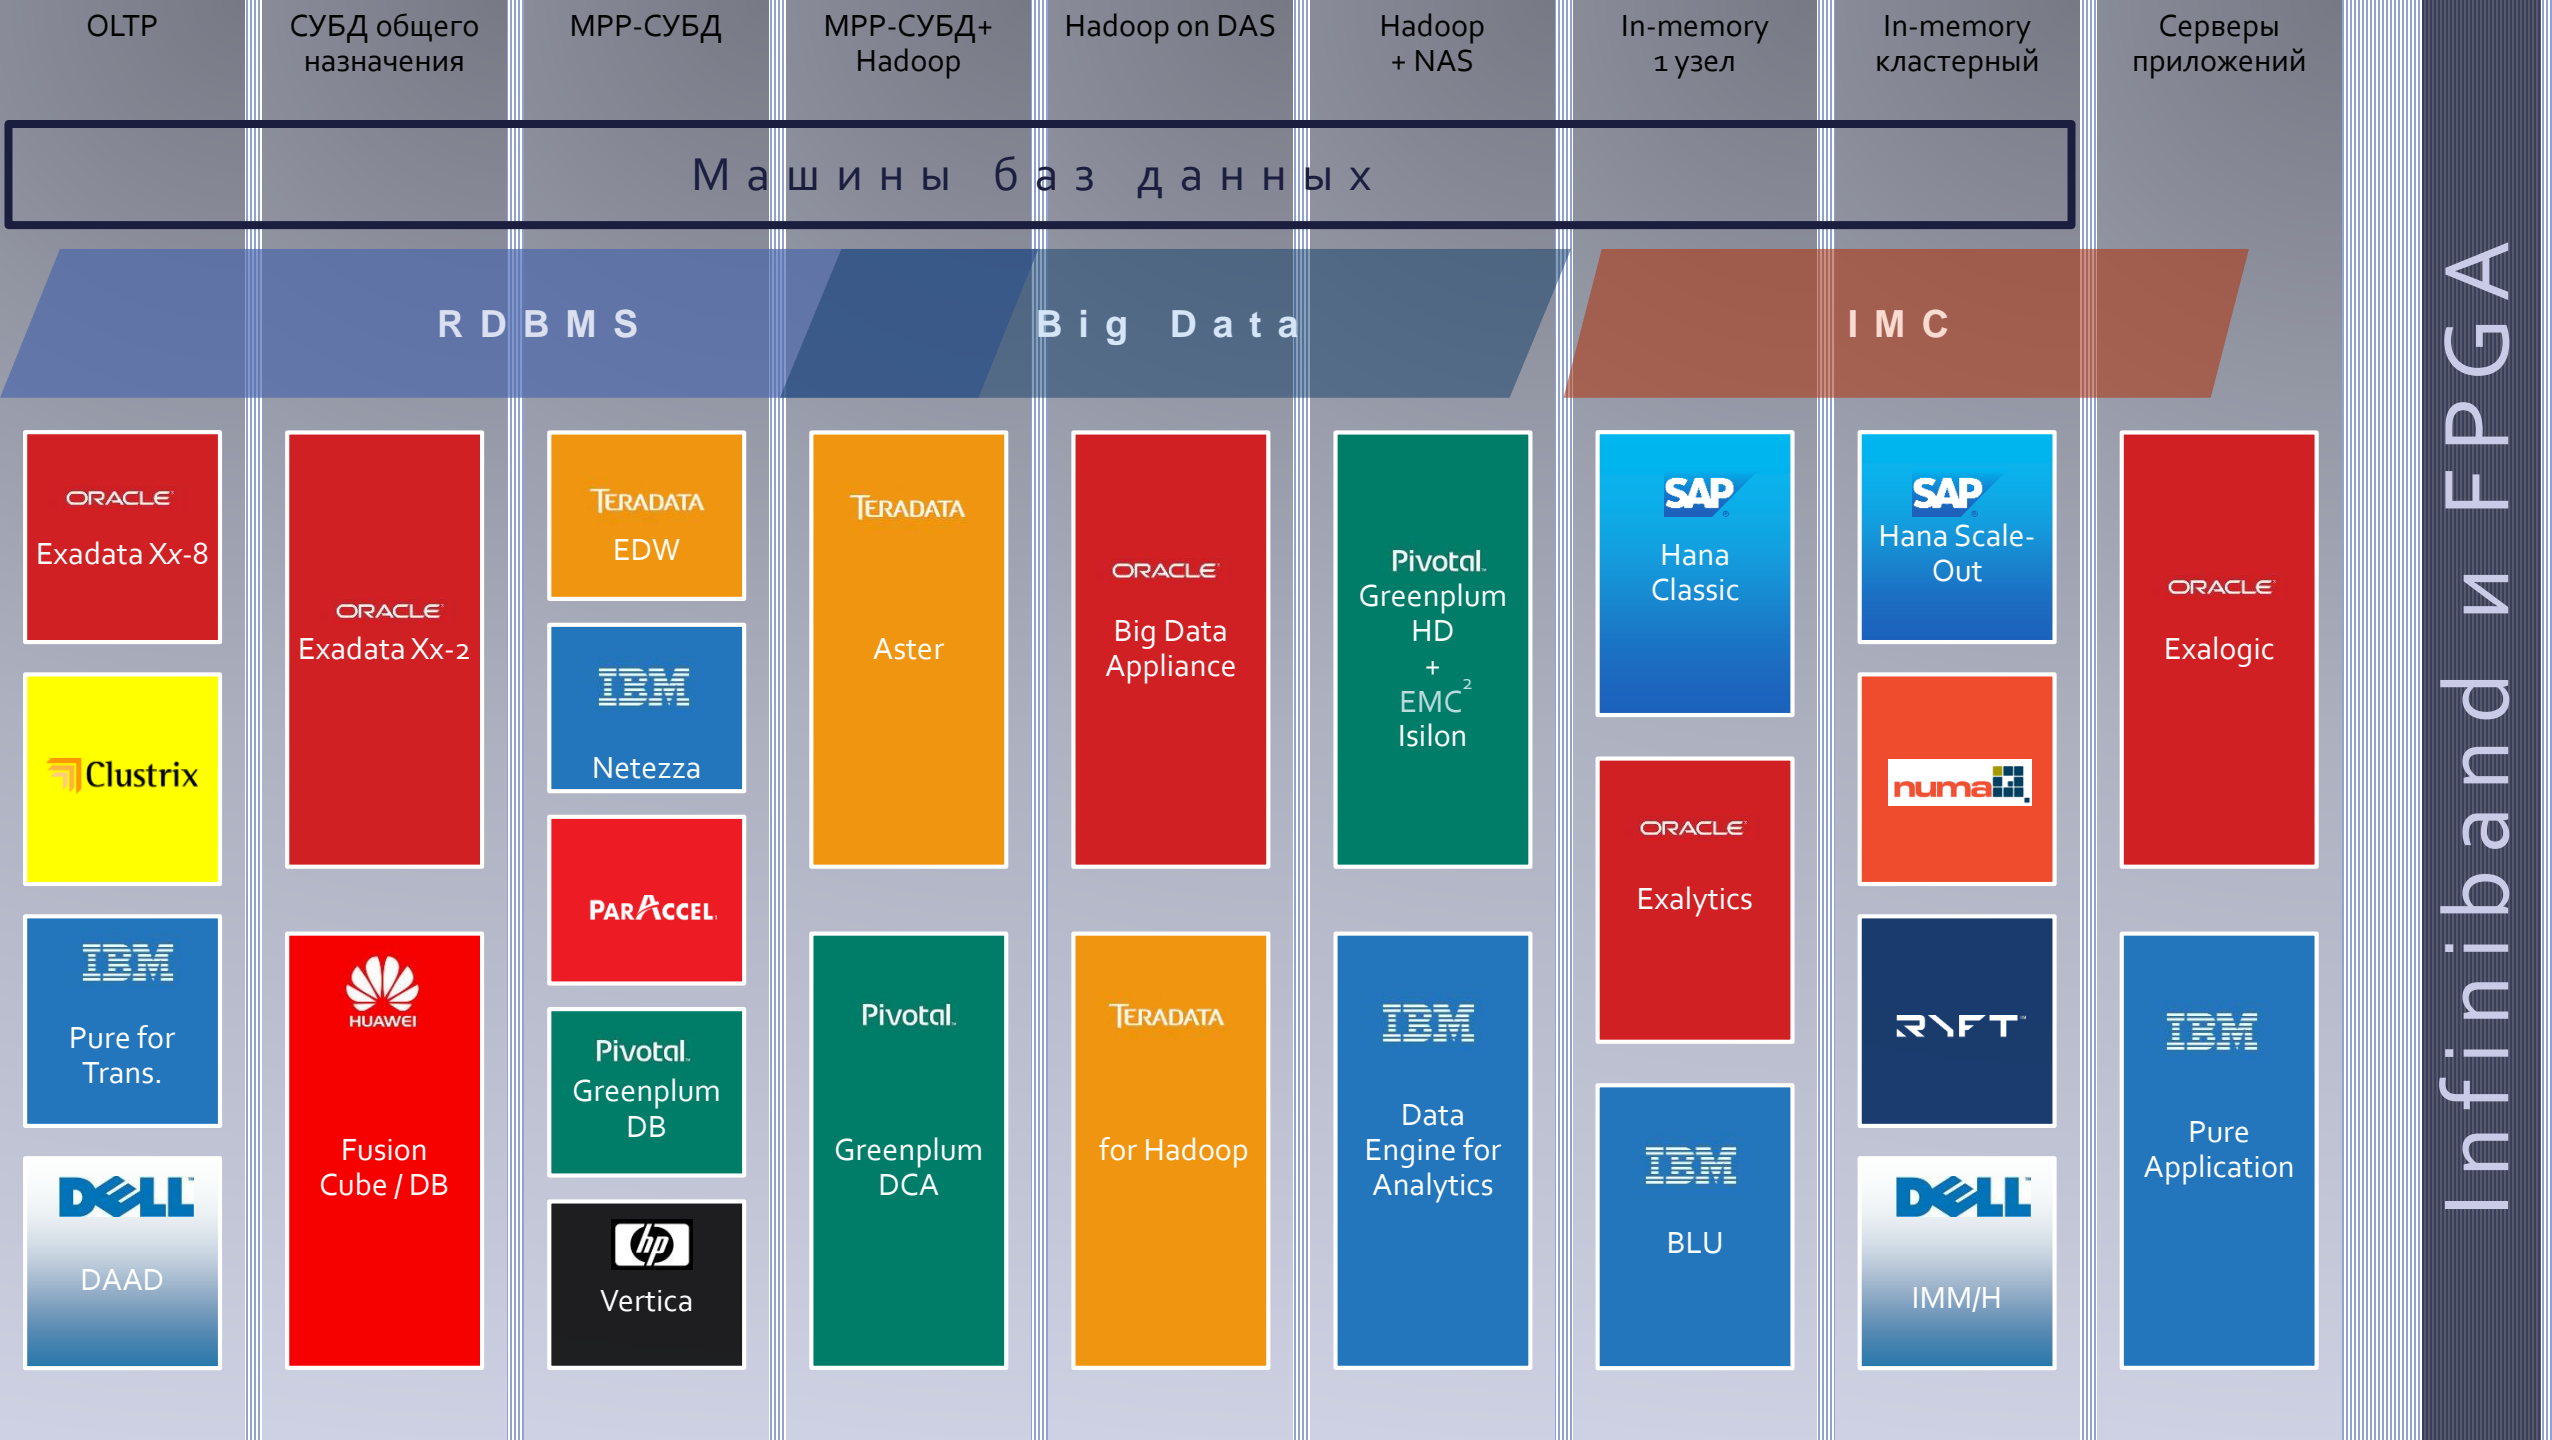 OLTP
СУБД общего
назначения
МРР-СУБД
МРР-СУБД+
Hadoop
Hadoop on DAS
Hadoop
+ NAS
In-memory
1 узел
In-memory
кластерный
Серверы
приложений
Машины баз данных
RDBMS
Big Data
IMC
ORACLE
Exadata Xx-8
Clustrix
IBM
Pure for
Trans.
DELL
DAAD
ORACLE
Exadata Xx-2
HUAWEI
Fusion
Cube / DB
TERADATA
EDW
IBM
Netezza
PARACCEL
Pivotal
Greenplum
DB
hp
Vertica
TERADATA
Aster
Pivotal
Greenplum
DCA
ORACLE
Big Data
Appliance
TERADATA
for Hadoop
Pivotal
Greenplum
HD
+
EMC²
Isilon
IBM
Data
Engine for
Analytics
SAP
Hana
Classic
ORACLE
Exalytics
IBM
BLU
SAP
Hana Scale-
Out
numa
RYFT
DELL
IMM/H
ORACLE
Exalogic
IBM
Pure
Application
Infiniband и FPGA